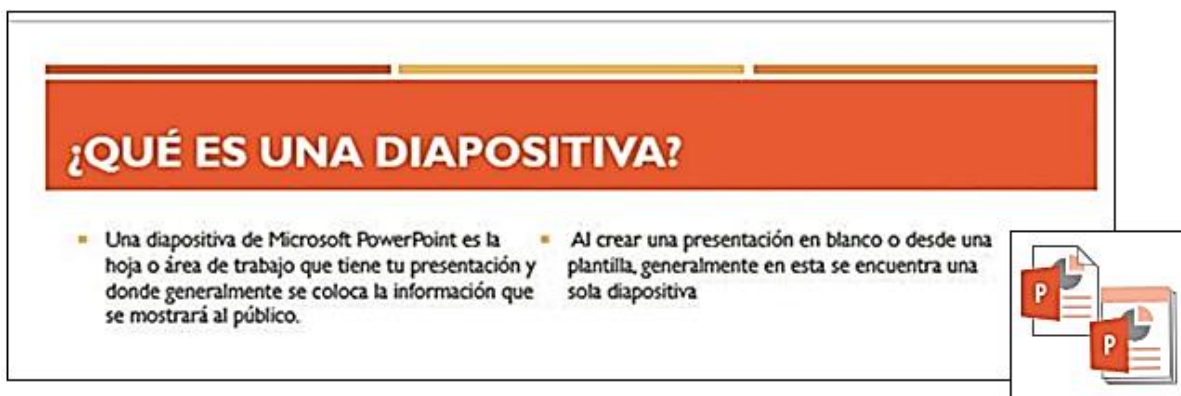 ¿QUÉ ES UNA DIAPOSITIVA?
Una diapositiva de Microsoft PowerPoint es la
hoja o área de trabajo que tiene tu presentación y
donde generalmente se coloca la información que
se mostrará al público.
Al crear una presentación en blanco o desde una
plantilla, generalmente en esta se encuentra una
sola diapositiva
P
P